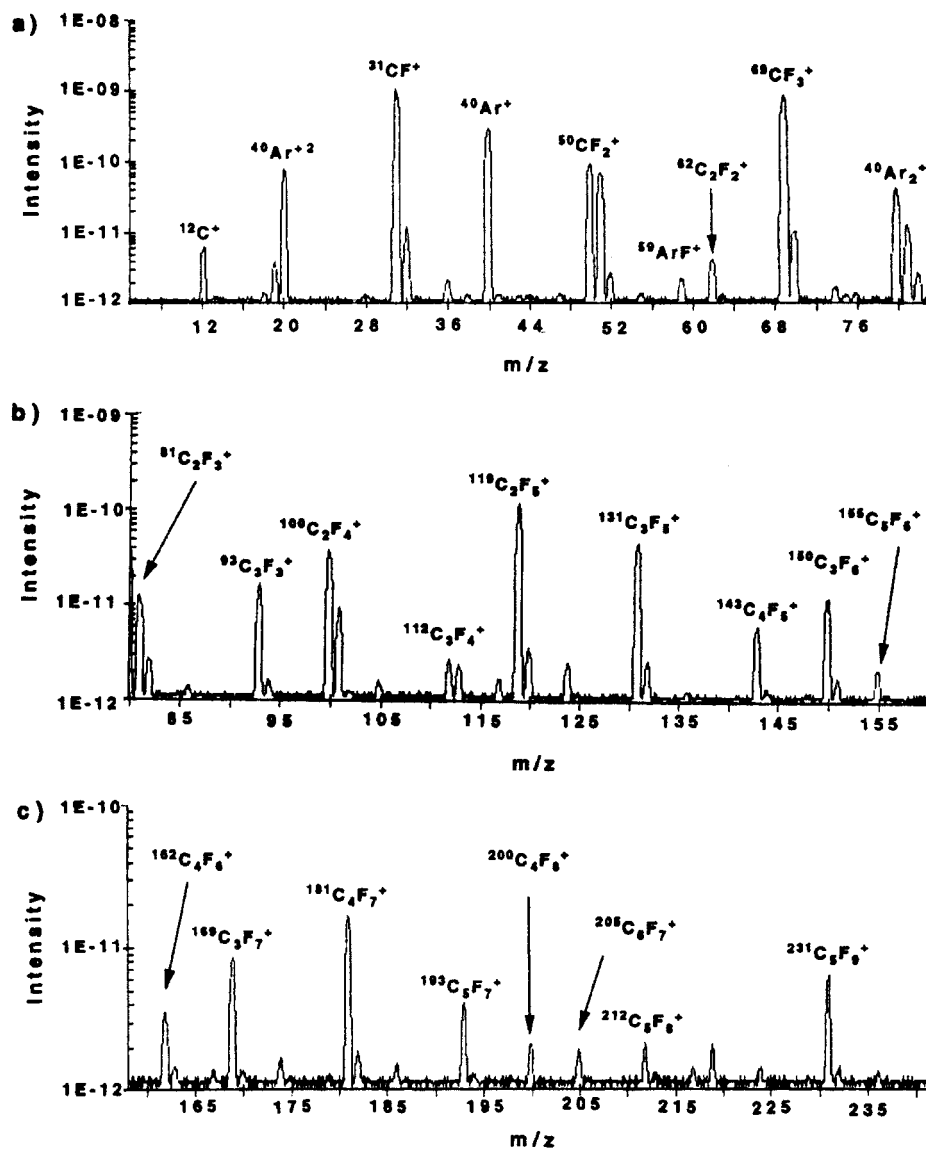 a)
1E-08
1E-09
1E-10
1E-11
1E-12
Intensity
¹²C⁺
⁴⁰Ar⁺²
³¹CF⁺
⁴⁰Ar⁺
⁵⁰CF₂⁺
⁵⁹ArF⁺
⁶²C₂F₂⁺
⁶⁹CF₃⁺
⁴⁰Ar₂⁺
12 20 28 36 44 52 60 68 76
m/z
b)
1E-09
1E-10
1E-11
1E-12
Intensity
⁸¹C₂F₃⁺
⁹³C₃F₃⁺
¹⁰⁰C₂F₄⁺
¹¹²C₃F₄⁺
¹¹⁹C₂F₅⁺
¹³¹C₃F₅⁺
¹⁴³C₄F₅⁺
¹⁵⁰C₃F₆⁺
¹⁵⁵C₅F₅⁺
85 95 105 115 125 135 145 155
m/z
c)
1E-10
1E-11
1E-12
Intensity
¹⁶²C₄F₆⁺
¹⁶⁹C₃F₇⁺
¹⁸¹C₄F₇⁺
¹⁹³C₅F₇⁺
²⁰⁰C₄F₈⁺
²⁰⁵C₆F₇⁺
²¹²C₅F₈⁺
²³¹C₅F₉⁺
165 175 185 195 205 215 225 235
m/z